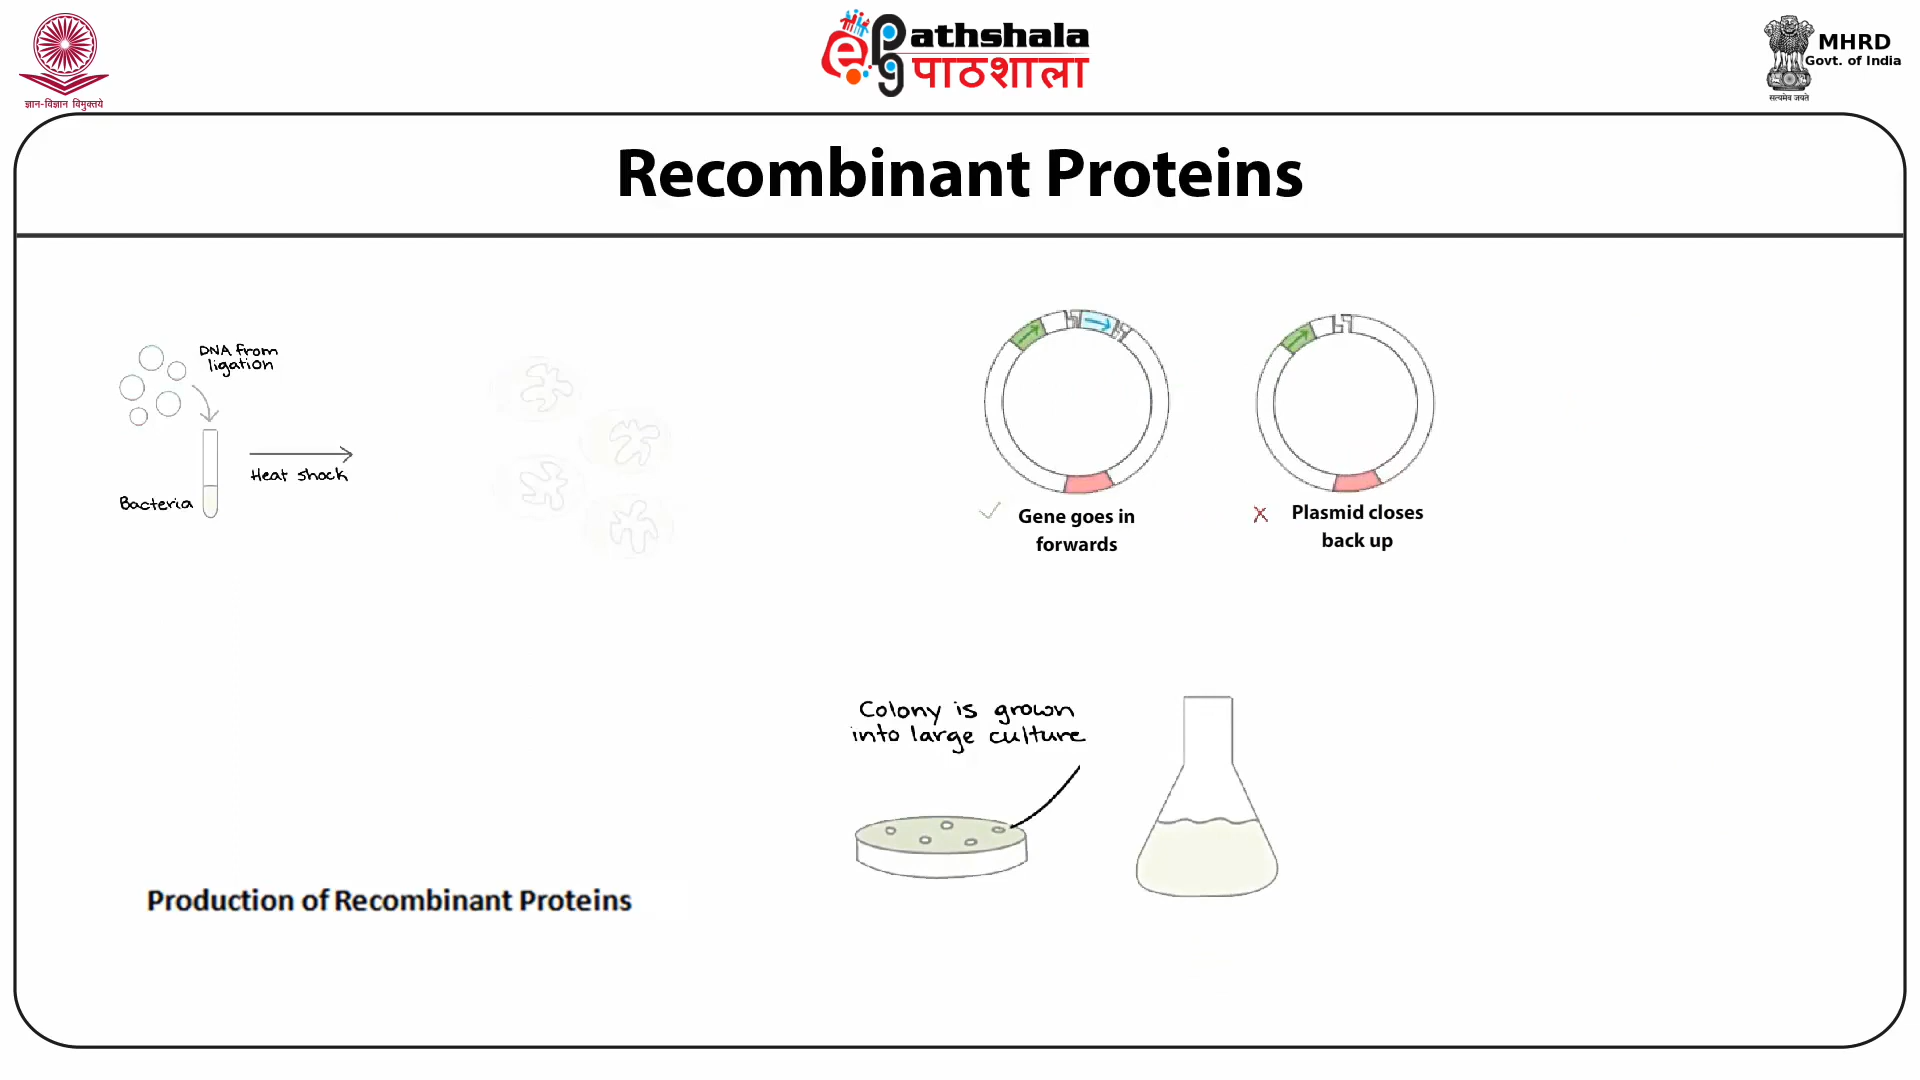 ज्ञान-विज्ञान विमुक्तये
e Pathshala
पाठशाला
MHRD
Govt. of India
सत्यमेव जयते
Recombinant Proteins
DNA from
ligation
Heat shock
Bacteria
Gene goes in
forwards
Plasmid closes
back up
Colony is grown
into large culture
Production of Recombinant Proteins